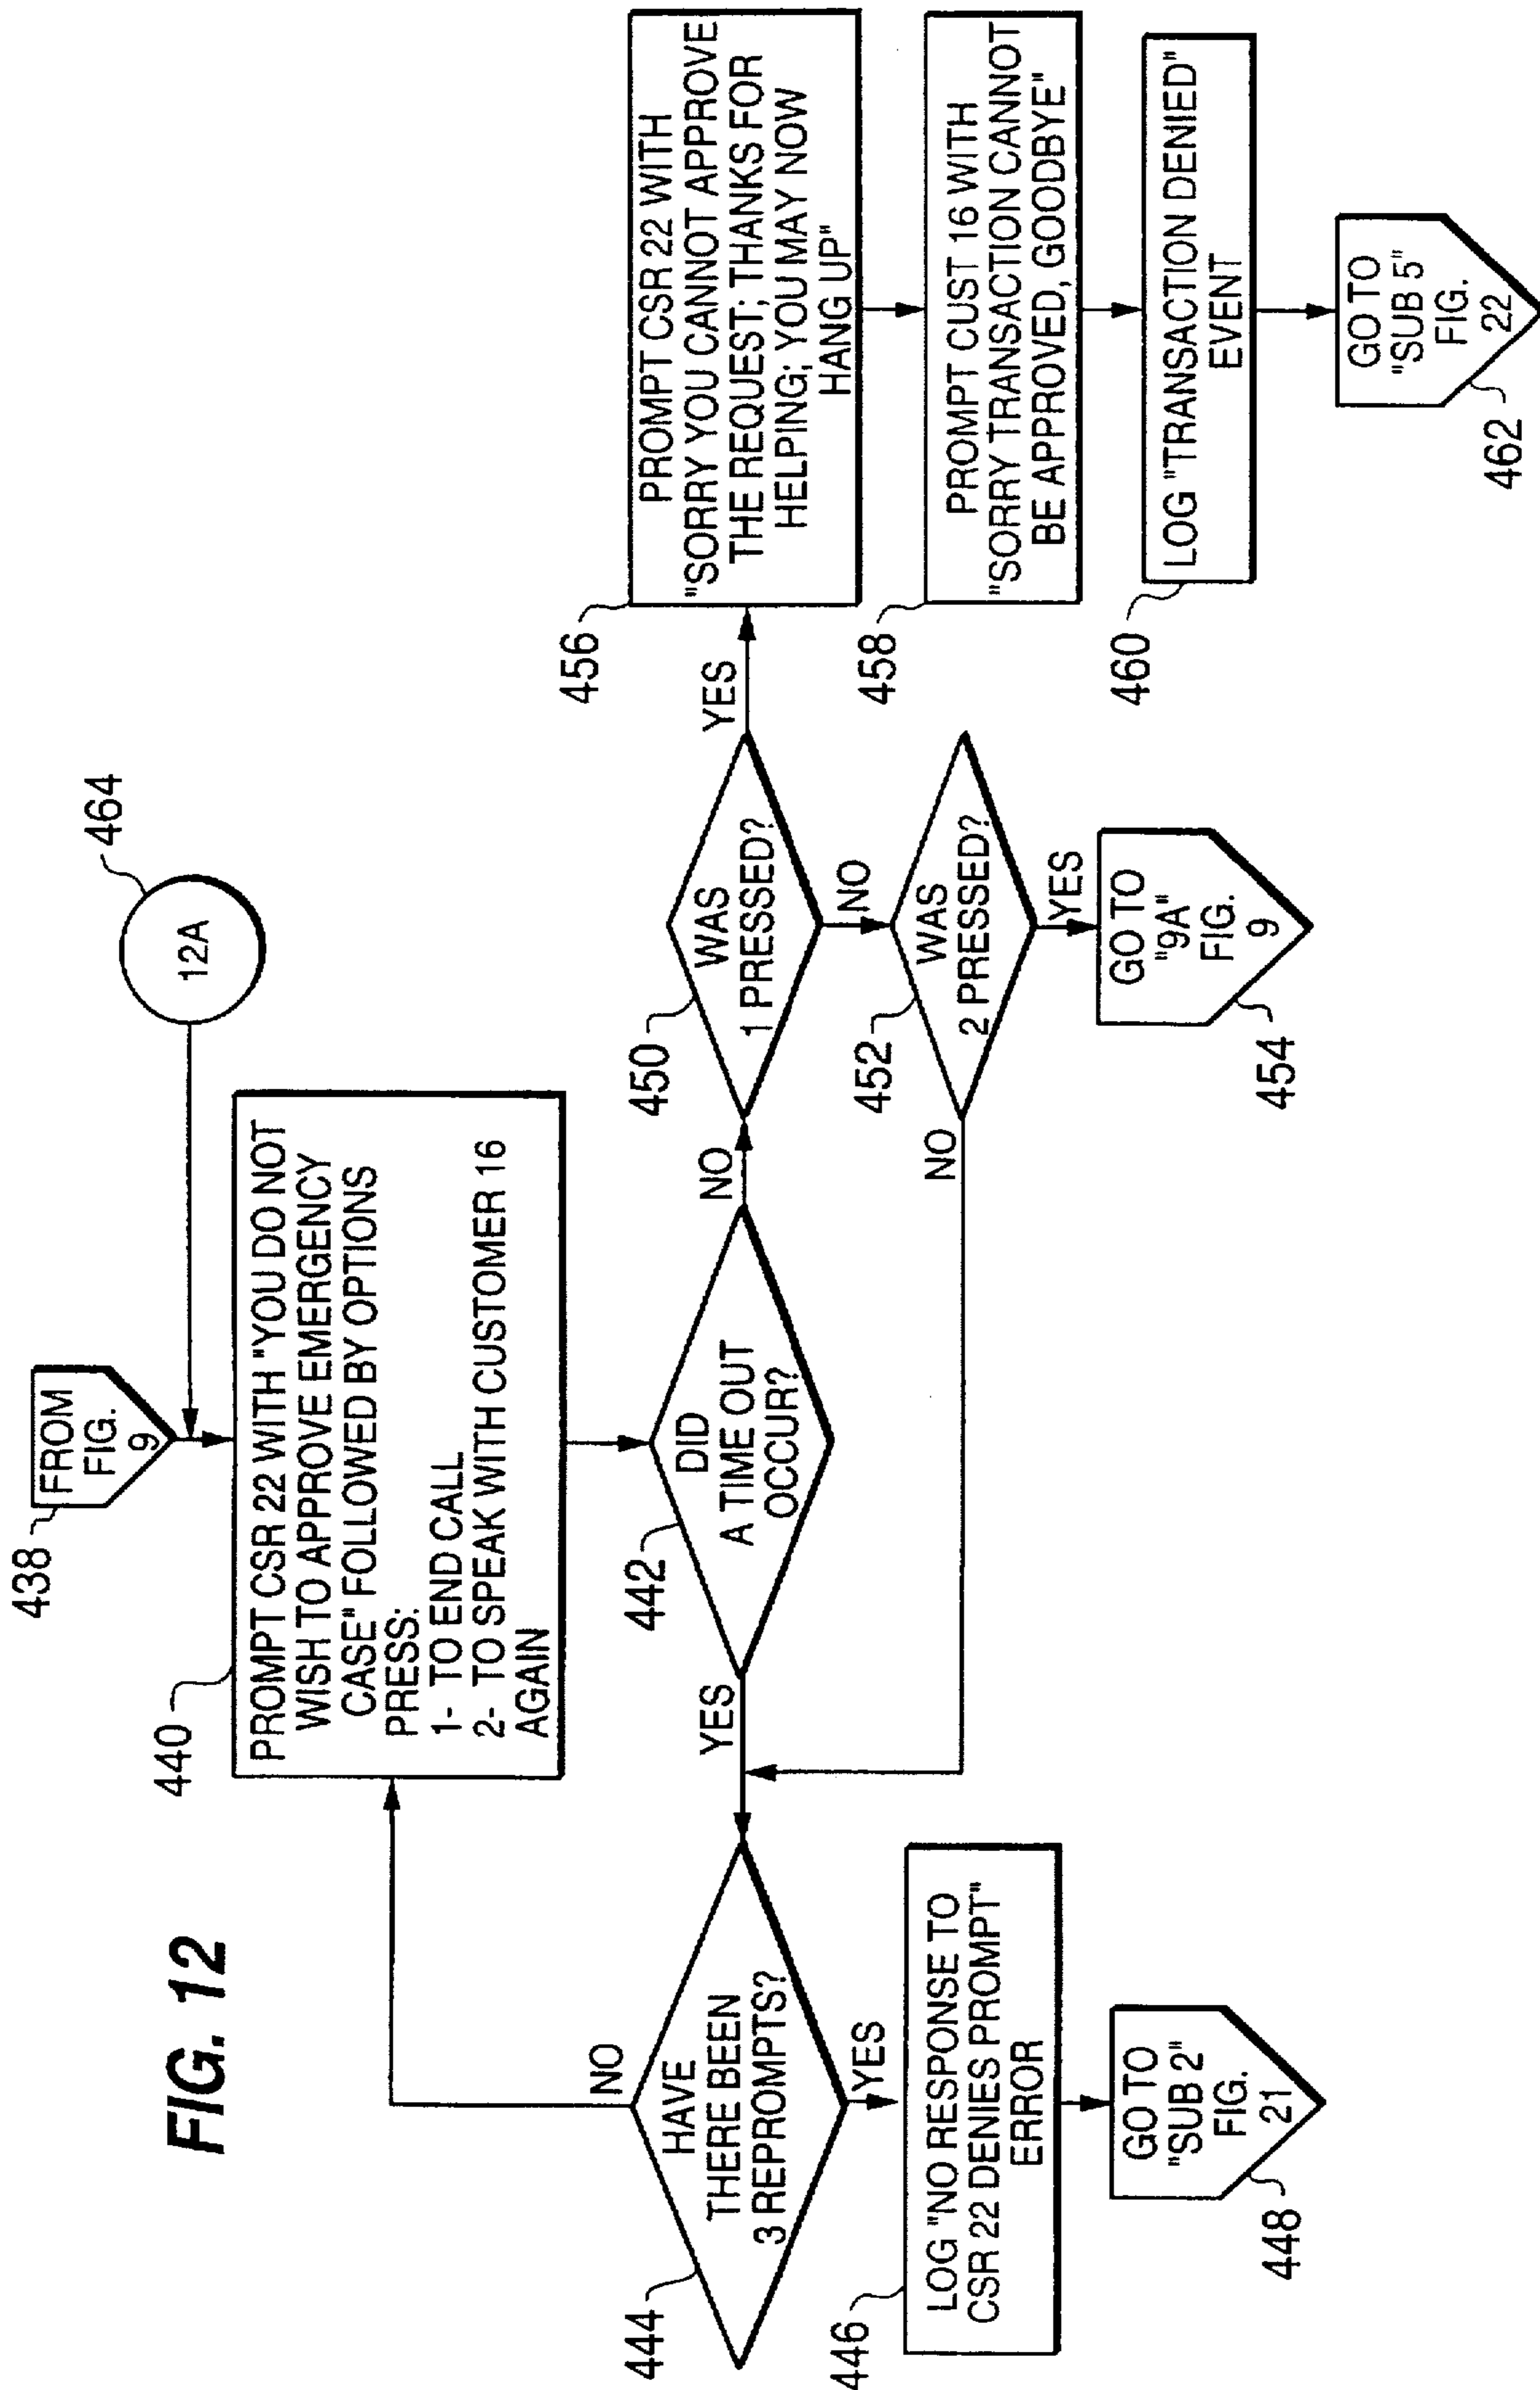 FIG. 12
438
FROM
FIG.
9
464
12A
440
PROMPT CSR 22 WITH "YOU DO NOT
WISH TO APPROVE EMERGENCY
CASE" FOLLOWED BY OPTIONS
PRESS:
1- TO END CALL
2- TO SPEAK WITH CUSTOMER 16
AGAIN
442
DID
A TIME OUT
OCCUR?
YES
NO
444
HAVE
THERE BEEN
3 REPROMPTS?
NO
YES
446
LOG "NO RESPONSE TO
CSR 22 DENIES PROMPT"
ERROR
448
GO TO
"SUB 2"
FIG.
21
450
WAS
1 PRESSED?
YES
NO
452
WAS
2 PRESSED?
NO
YES
454
GO TO
"9A"
FIG.
9
456
PROMPT CSR 22 WITH
"SORRY YOU CANNOT APPROVE
THE REQUEST; THANKS FOR
HELPING; YOU MAY NOW
HANG UP"
458
PROMPT CUST 16 WITH
"SORRY TRANSACTION CANNOT
BE APPROVED, GOODBYE"
460
LOG "TRANSACTION DENIED"
EVENT
462
GO TO
"SUB 5"
FIG.
22